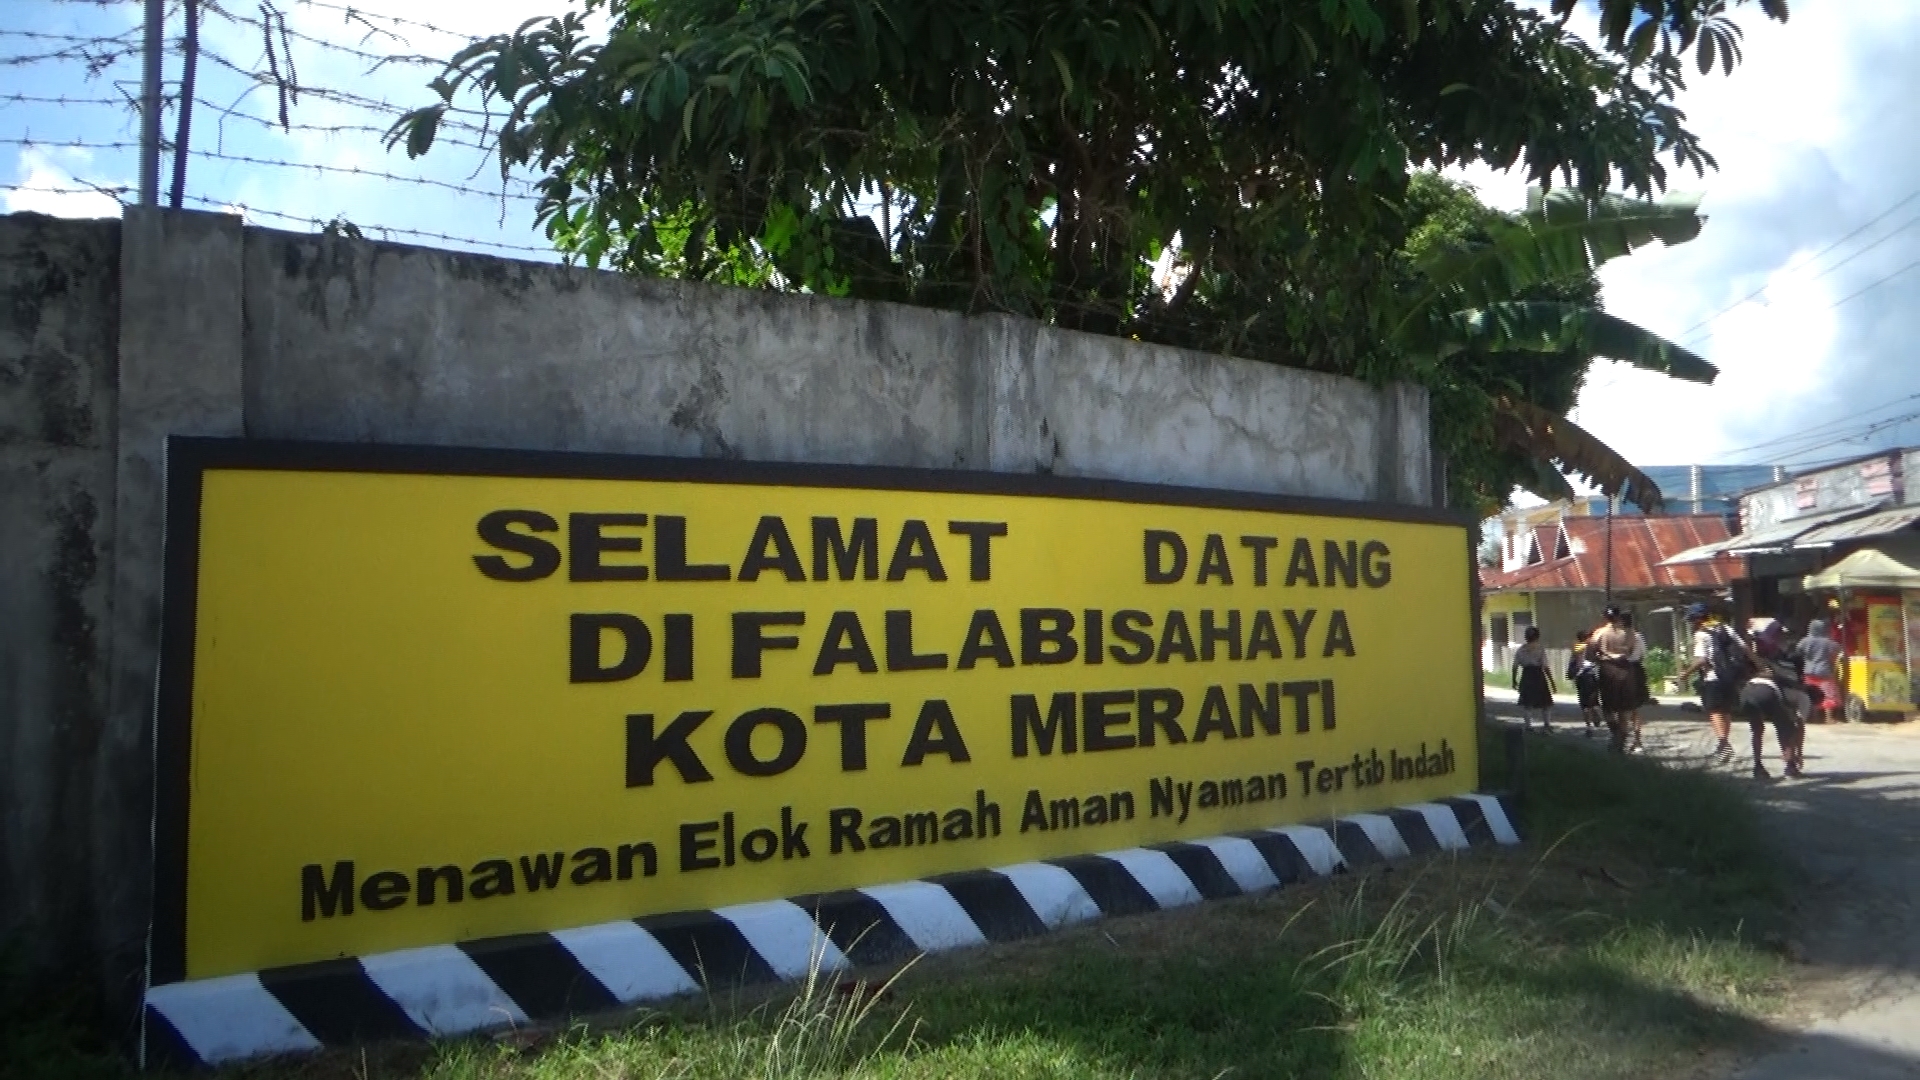 SELAMAT DATANG
DI FALABISAHAYA
KOTA MERANTI
Menawan Elok Ramah Aman Nyaman Tertib Indah